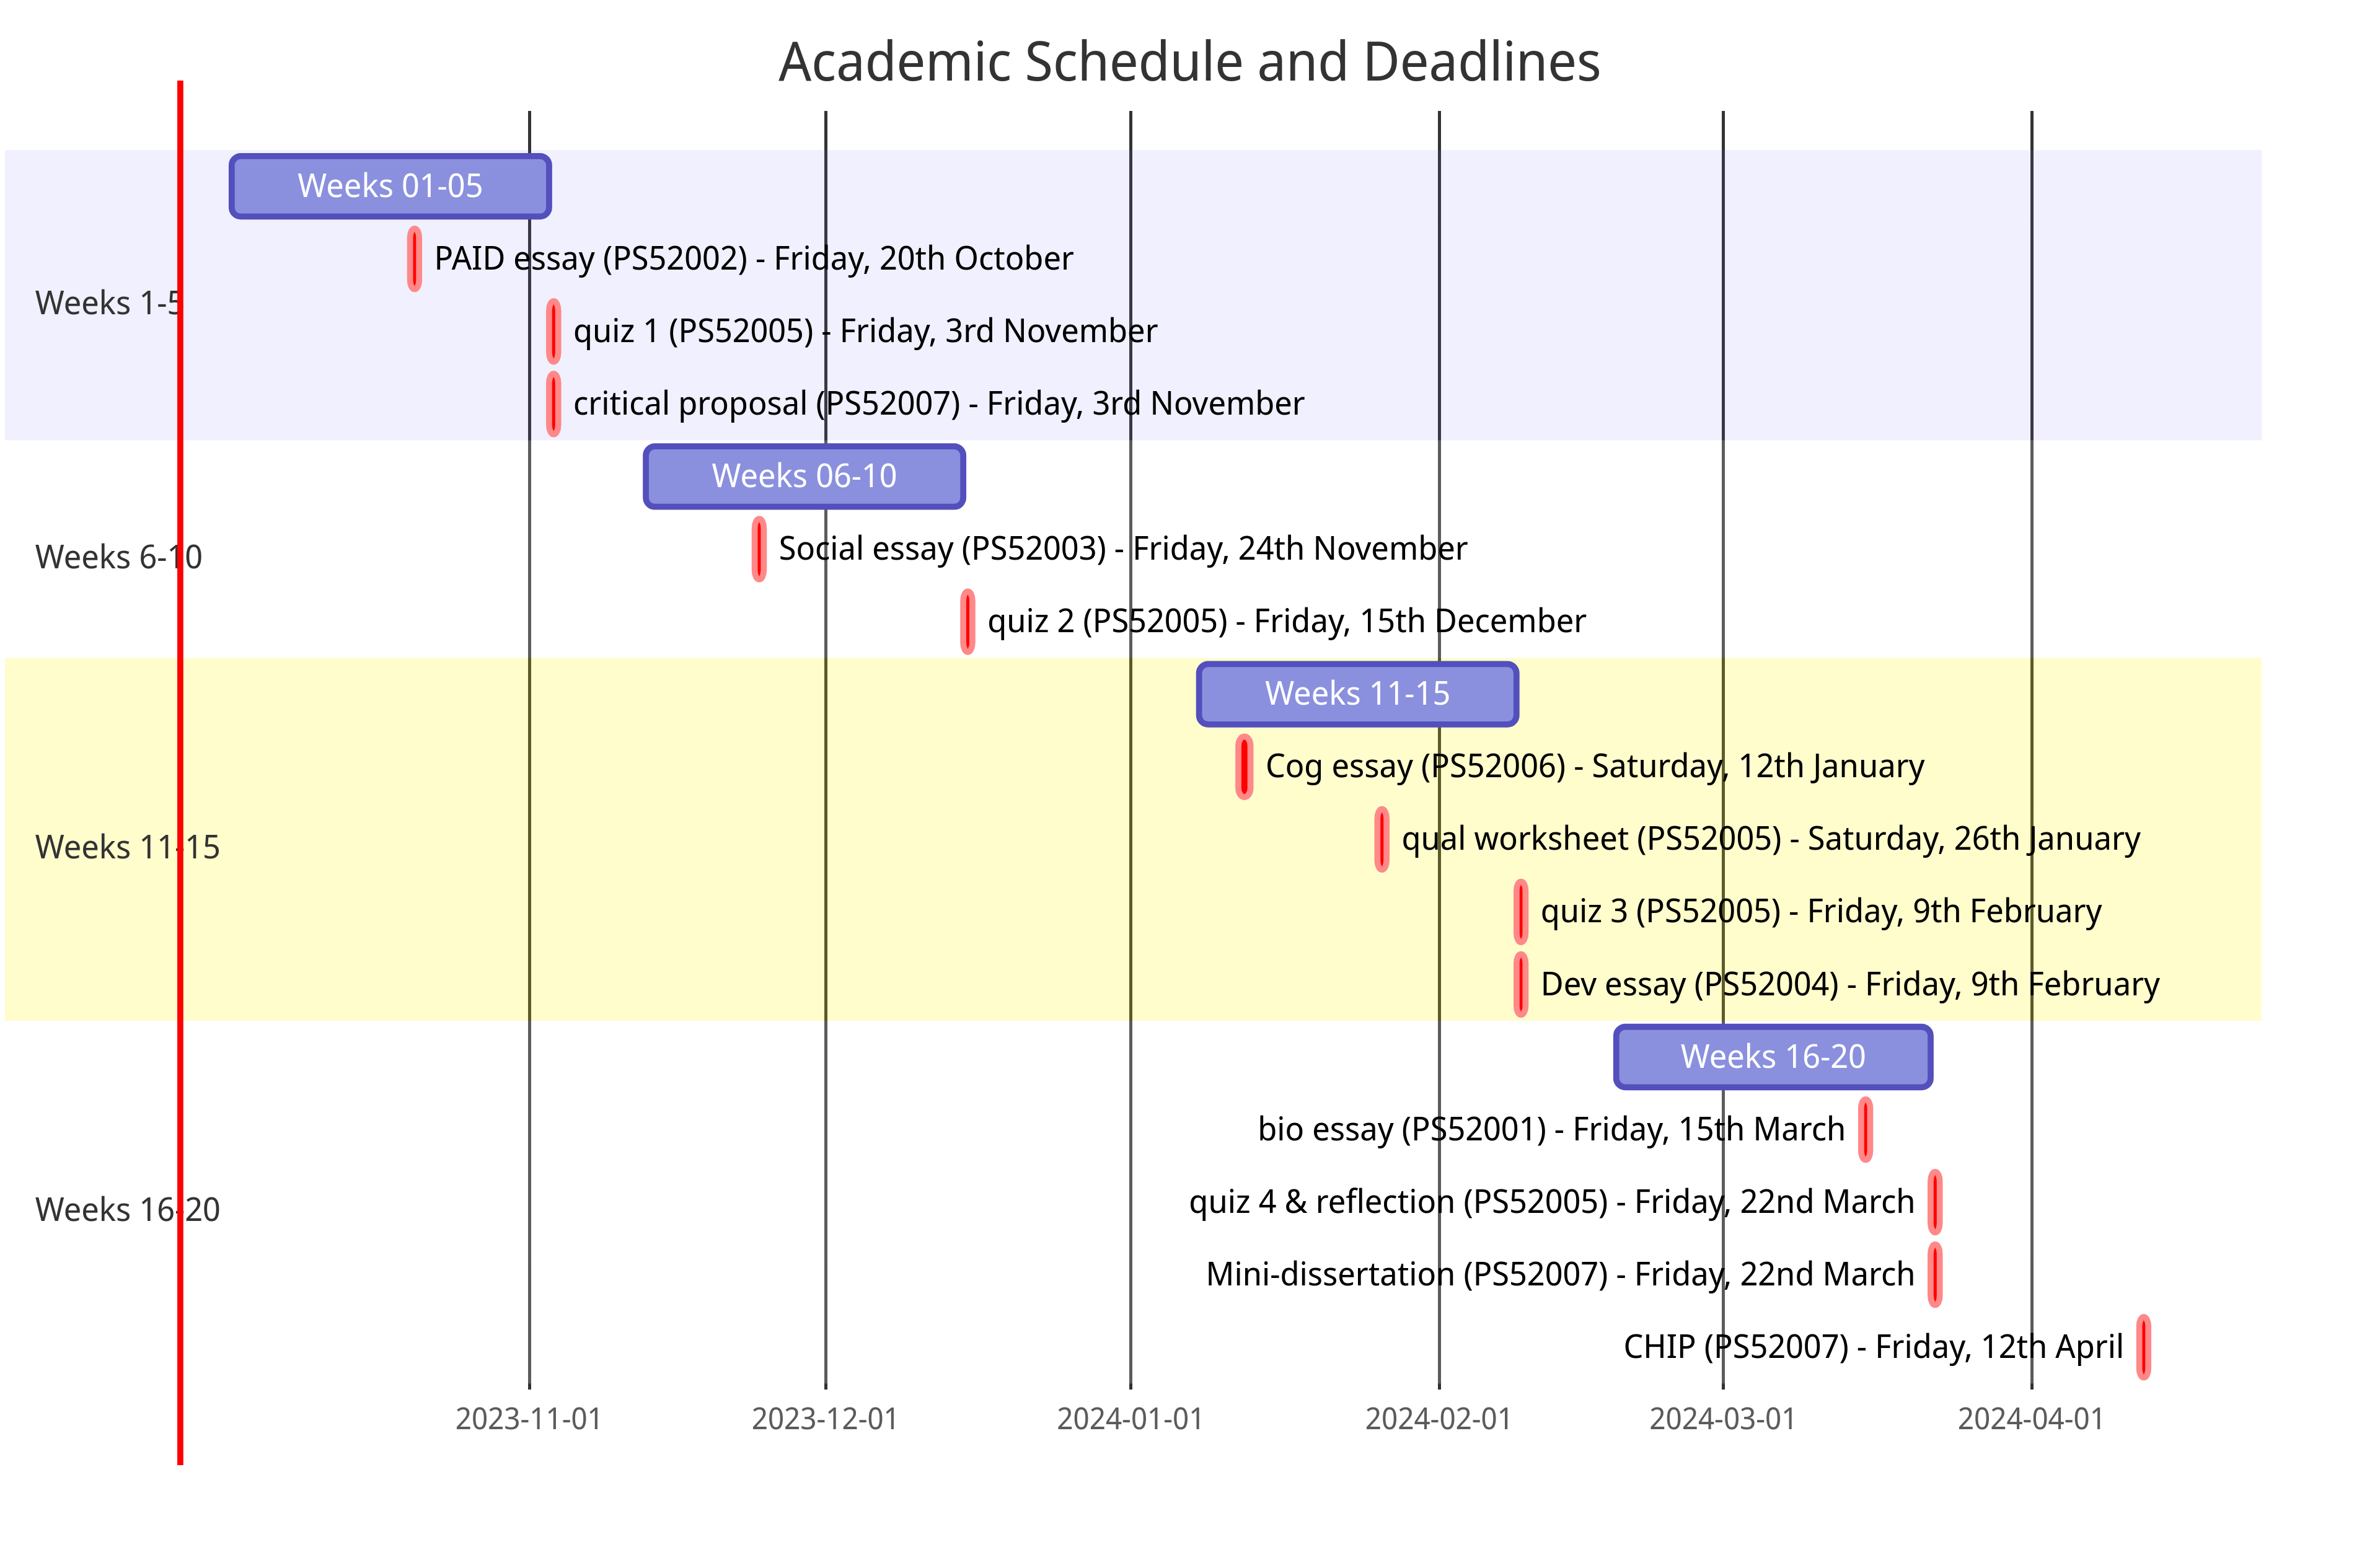 Academic Schedule and Deadlines
Weeks 1-5
Weeks 01-05
PAID essay (PS52002) - Friday, 20th October
quiz 1 (PS52005) - Friday, 3rd November
critical proposal (PS52007) - Friday, 3rd November
Weeks 6-10
Weeks 06-10
Social essay (PS52003) - Friday, 24th November
quiz 2 (PS52005) - Friday, 15th December
Weeks 11-15
Weeks 11-15
Cog essay (PS52006) - Saturday, 12th January
qual worksheet (PS52005) - Saturday, 26th January
quiz 3 (PS52005) - Friday, 9th February
Dev essay (PS52004) - Friday, 9th February
Weeks 16-20
Weeks 16-20
bio essay (PS52001) - Friday, 15th March
quiz 4 & reflection (PS52005) - Friday, 22nd March
Mini-dissertation (PS52007) - Friday, 22nd March
CHIP (PS52007) - Friday, 12th April
2023-11-01 2023-12-01 2024-01-01 2024-02-01 2024-03-01 2024-04-01